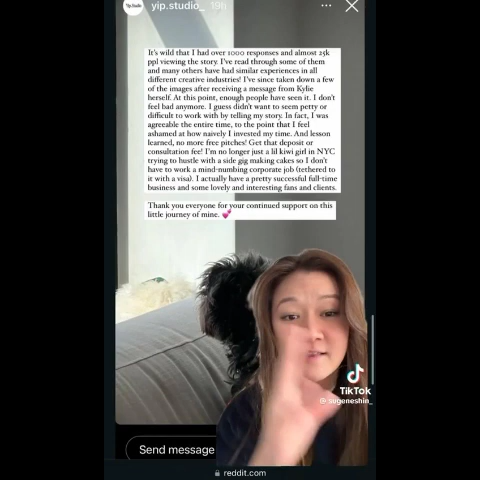 Yip.Studio
yip.studio_ 19h
It's wild that I had over 1000 responses and almost 25k
ppl viewing the story. I've read through some of them
and many others have had similar experiences in all
different creative industries! I've since taken down a few
of the images after receiving a message from Kylie
herself. At this point, enough people have seen it. I don't
feel bad anymore. I guess didn't want to seem petty or
difficult to work with by telling my story. In fact, I was
agreeable the entire time, to the point that I feel
ashamed at how naively I invested my time. And lesson
learned, no more free pitches! Get that deposit or
consultation fee! I'm no longer just a lil kiwi girl in NYC
trying to hustle with a side gig making cakes so I don't
have to work a mind-numbing corporate job (tethered to
it with a visa). I actually have a pretty successful full-time
business and some lovely and interesting fans and clients.
Thank you everyone for your continued support on this
little journey of mine. 💕
TikTok
@sugeneshin_
Send message
reddit.com